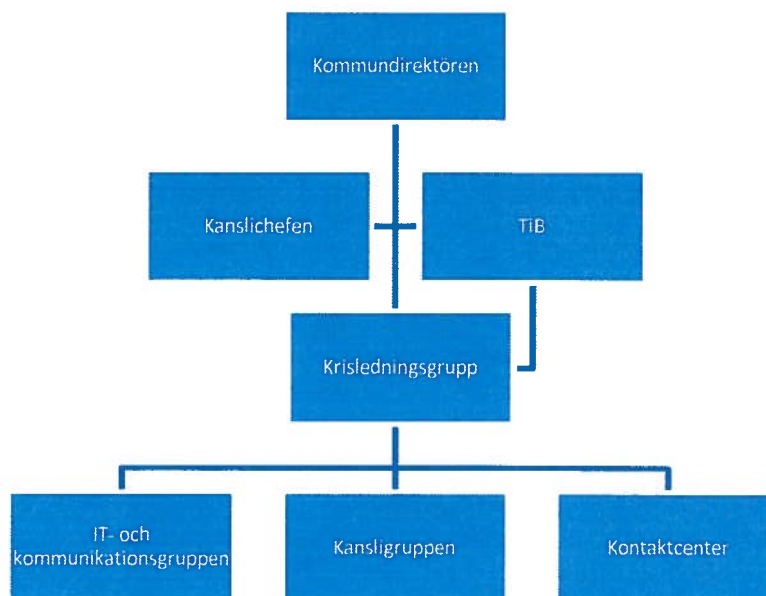 Kommundirektören
Kanslichefen
TiB
Krisledningsgrupp
IT- och
kommunikationsgruppen
Kansligruppen
Kontaktcenter